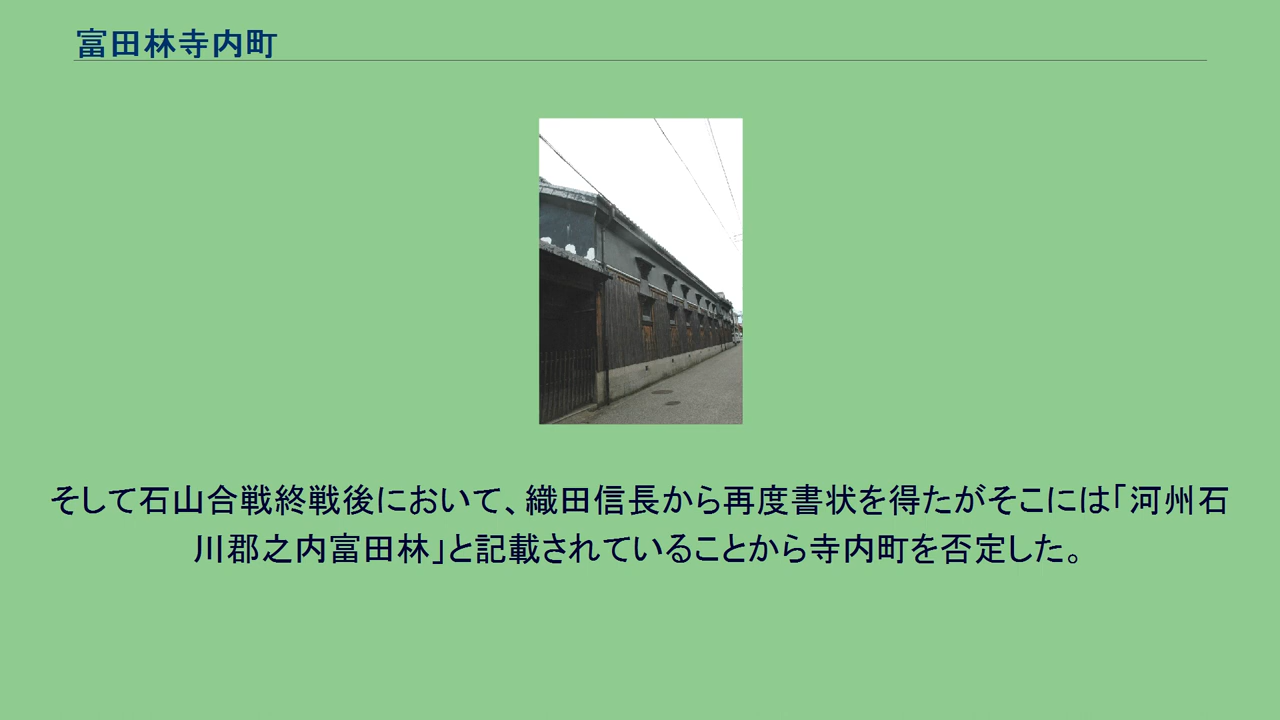 富田林寺内町
そして石山合戦終戦後において、織田信長から再度書状を得たがそこには「河州石
川郡之内富田林」と記載されていることから寺内町を否定した。